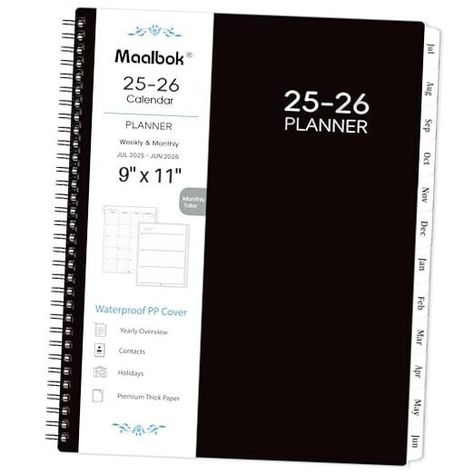 Maalbok®
25-26
Calendar
PLANNER
Weekly & Monthly
JUL 2025 - JUN 2026
9" x 11"
Monthly
Tabs
Waterproof PP Cover
Yearly Overview
Contacts
Holidays
Premium Thick Paper
25-26
PLANNER
Jul
Aug
Sep
Oct
Nov
Dec
Jan
Feb
Mar
Apr
May
Jun